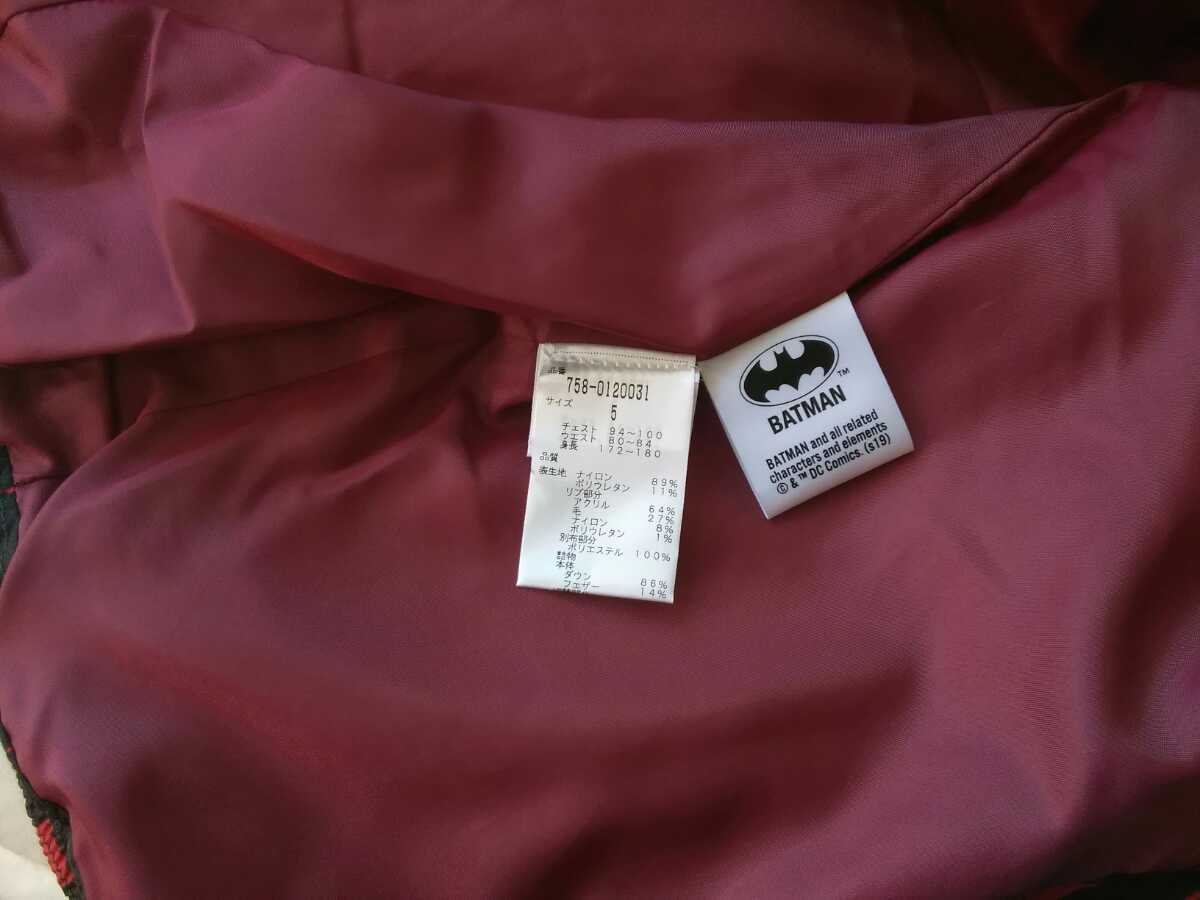 品番
758-0120031
サイズ
5
チェスト 94～100
ウエスト 80～84
身長 172～180
品質
表生地 ナイロン 89%
ポリウレタン 11%
リブ部分
アクリル 64%
毛 27%
ナイロン 8%
ポリウレタン 1%
別布部分
ポリエステル 100%
詰物
本体
ダウン 86%
フェザー 14%
BATMAN™
BATMAN and all related
characters and elements
© & ™ DC Comics. (s19)